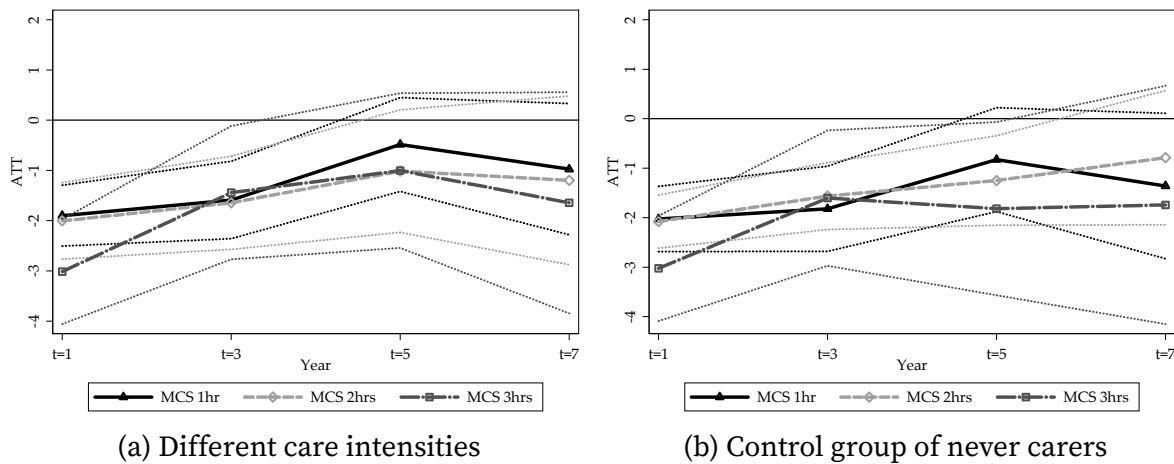 2
1
0
-1
-2
-3
-4
ATT
t=1
t=3
t=5
t=7
Year
MCS 1hr
MCS 2hrs
MCS 3hrs
(a) Different care intensities
2
1
0
-1
-2
-3
-4
ATT
t=1
t=3
t=5
t=7
Year
MCS 1hr
MCS 2hrs
MCS 3hrs
(b) Control group of never carers